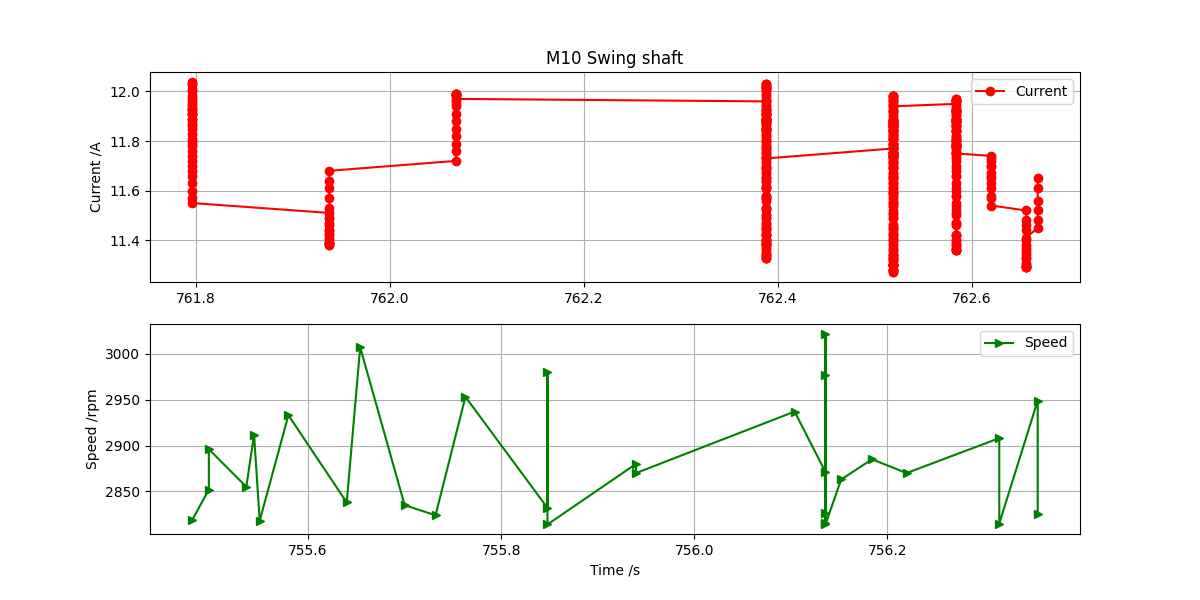 M10 Swing shaft
Current /A
12.0
11.8
11.6
11.4
Current
761.8 762.0 762.2 762.4 762.6
Speed /rpm
3000
2950
2900
2850
Speed
755.6 755.8 756.0 756.2
Time /s